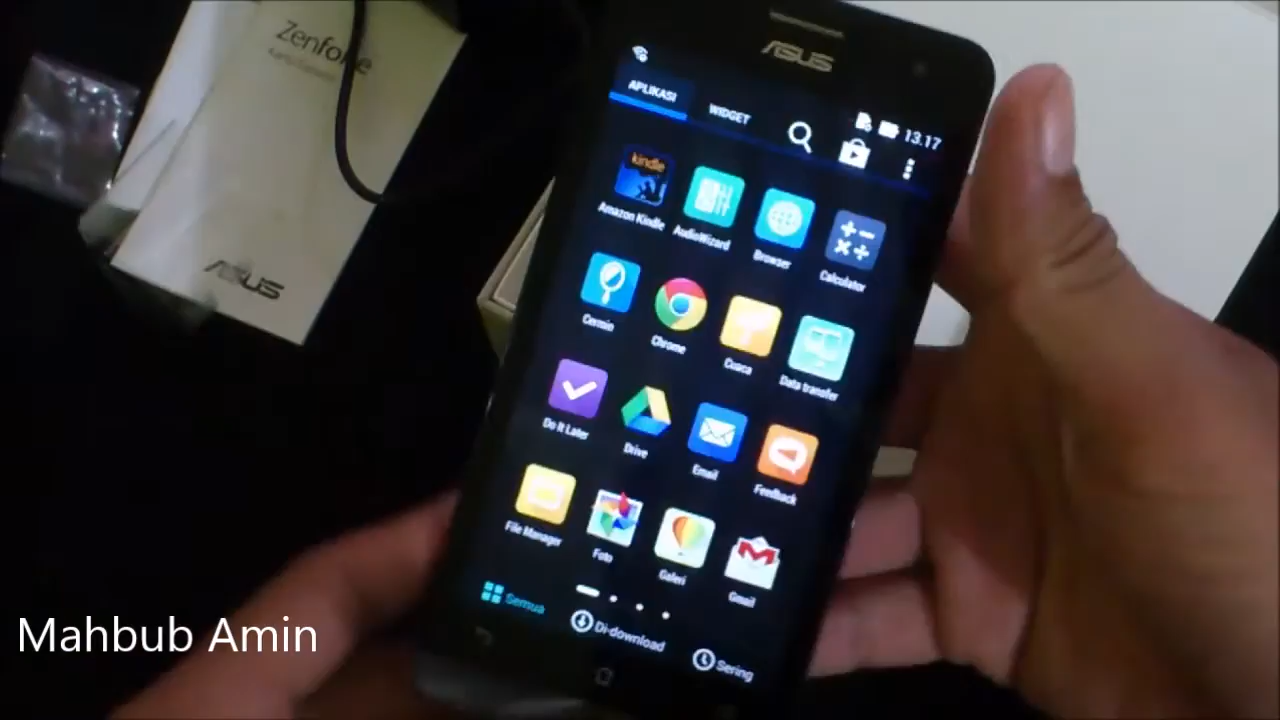 Zenfone
ASUS
ASUS
13.17
APLIKASI
WIDGET
kindle
Amazon Kindle
AudioWizard
Browser
Calculator
Cermin
Chrome
Cuaca
Data transfer
Do It Later
Drive
Email
Feedback
File Manager
Foto
Galeri
Gmail
Semua
Di-download
Sering
Mahbub Amin